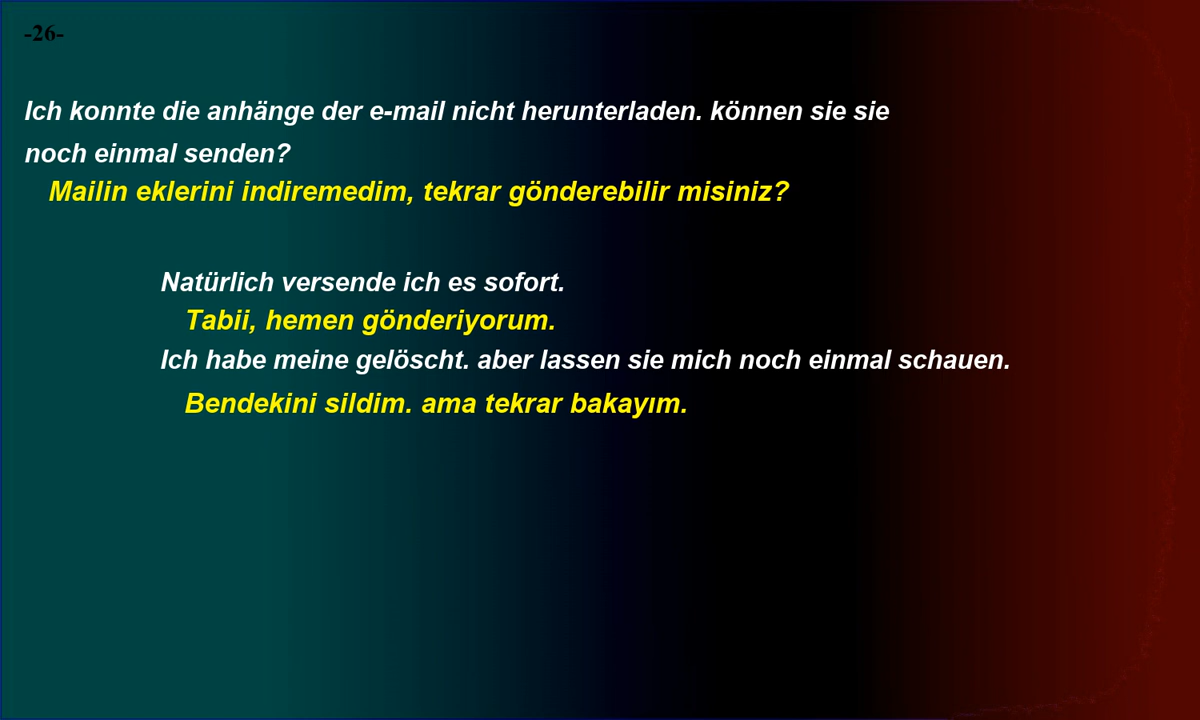 -26-
Ich konnte die anhänge der e-mail nicht herunterladen. können sie sie
noch einmal senden?
Mailin eklerini indiremedim, tekrar gönderebilir misiniz?
Natürlich versende ich es sofort.
Tabii, hemen gönderiyorum.
Ich habe meine gelöscht. aber lassen sie mich noch einmal schauen.
Bendekini sildim. ama tekrar bakayım.